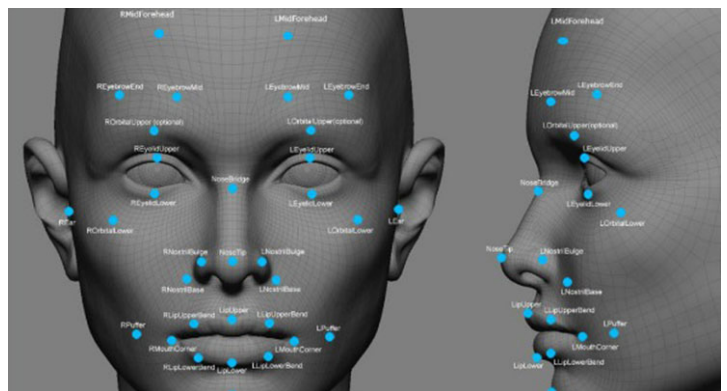 RMidForehead
LMidForehead
REyebrowEnd
REyebrowMid
LEyebrowMid
LEyebrowEnd
ROrbitalUpper (optional)
LOrbitalUpper(optional)
REyelidUpper
LEyelidUpper
NoseBridge
REyelidLower
LEyelidLower
REar
LEar
ROrbitalLower
LOrbitalLower
RNostrilBulge
NoseTip
LNostrilBulge
RNostrilBase
LNostrilBase
RLipUpperBend
LipUpper
LLipUpperBend
RPuffer
LPuffer
RMouthCorner
LMouthCorner
RLipLowerBend
LipLower
LLipLowerBend
LMidForehead
LEyebrowMid
LEyebrowEnd
LOrbitalUpper(optional)
LEyelidUpper
NoseBridge
LEyelidLower
LOrbitalLower
NoseTip
LNostrilBulge
LNostrilBase
LipUpper
LLipUpperBend
LPuffer
LMouthCorner
LipLower
LLipLowerBend